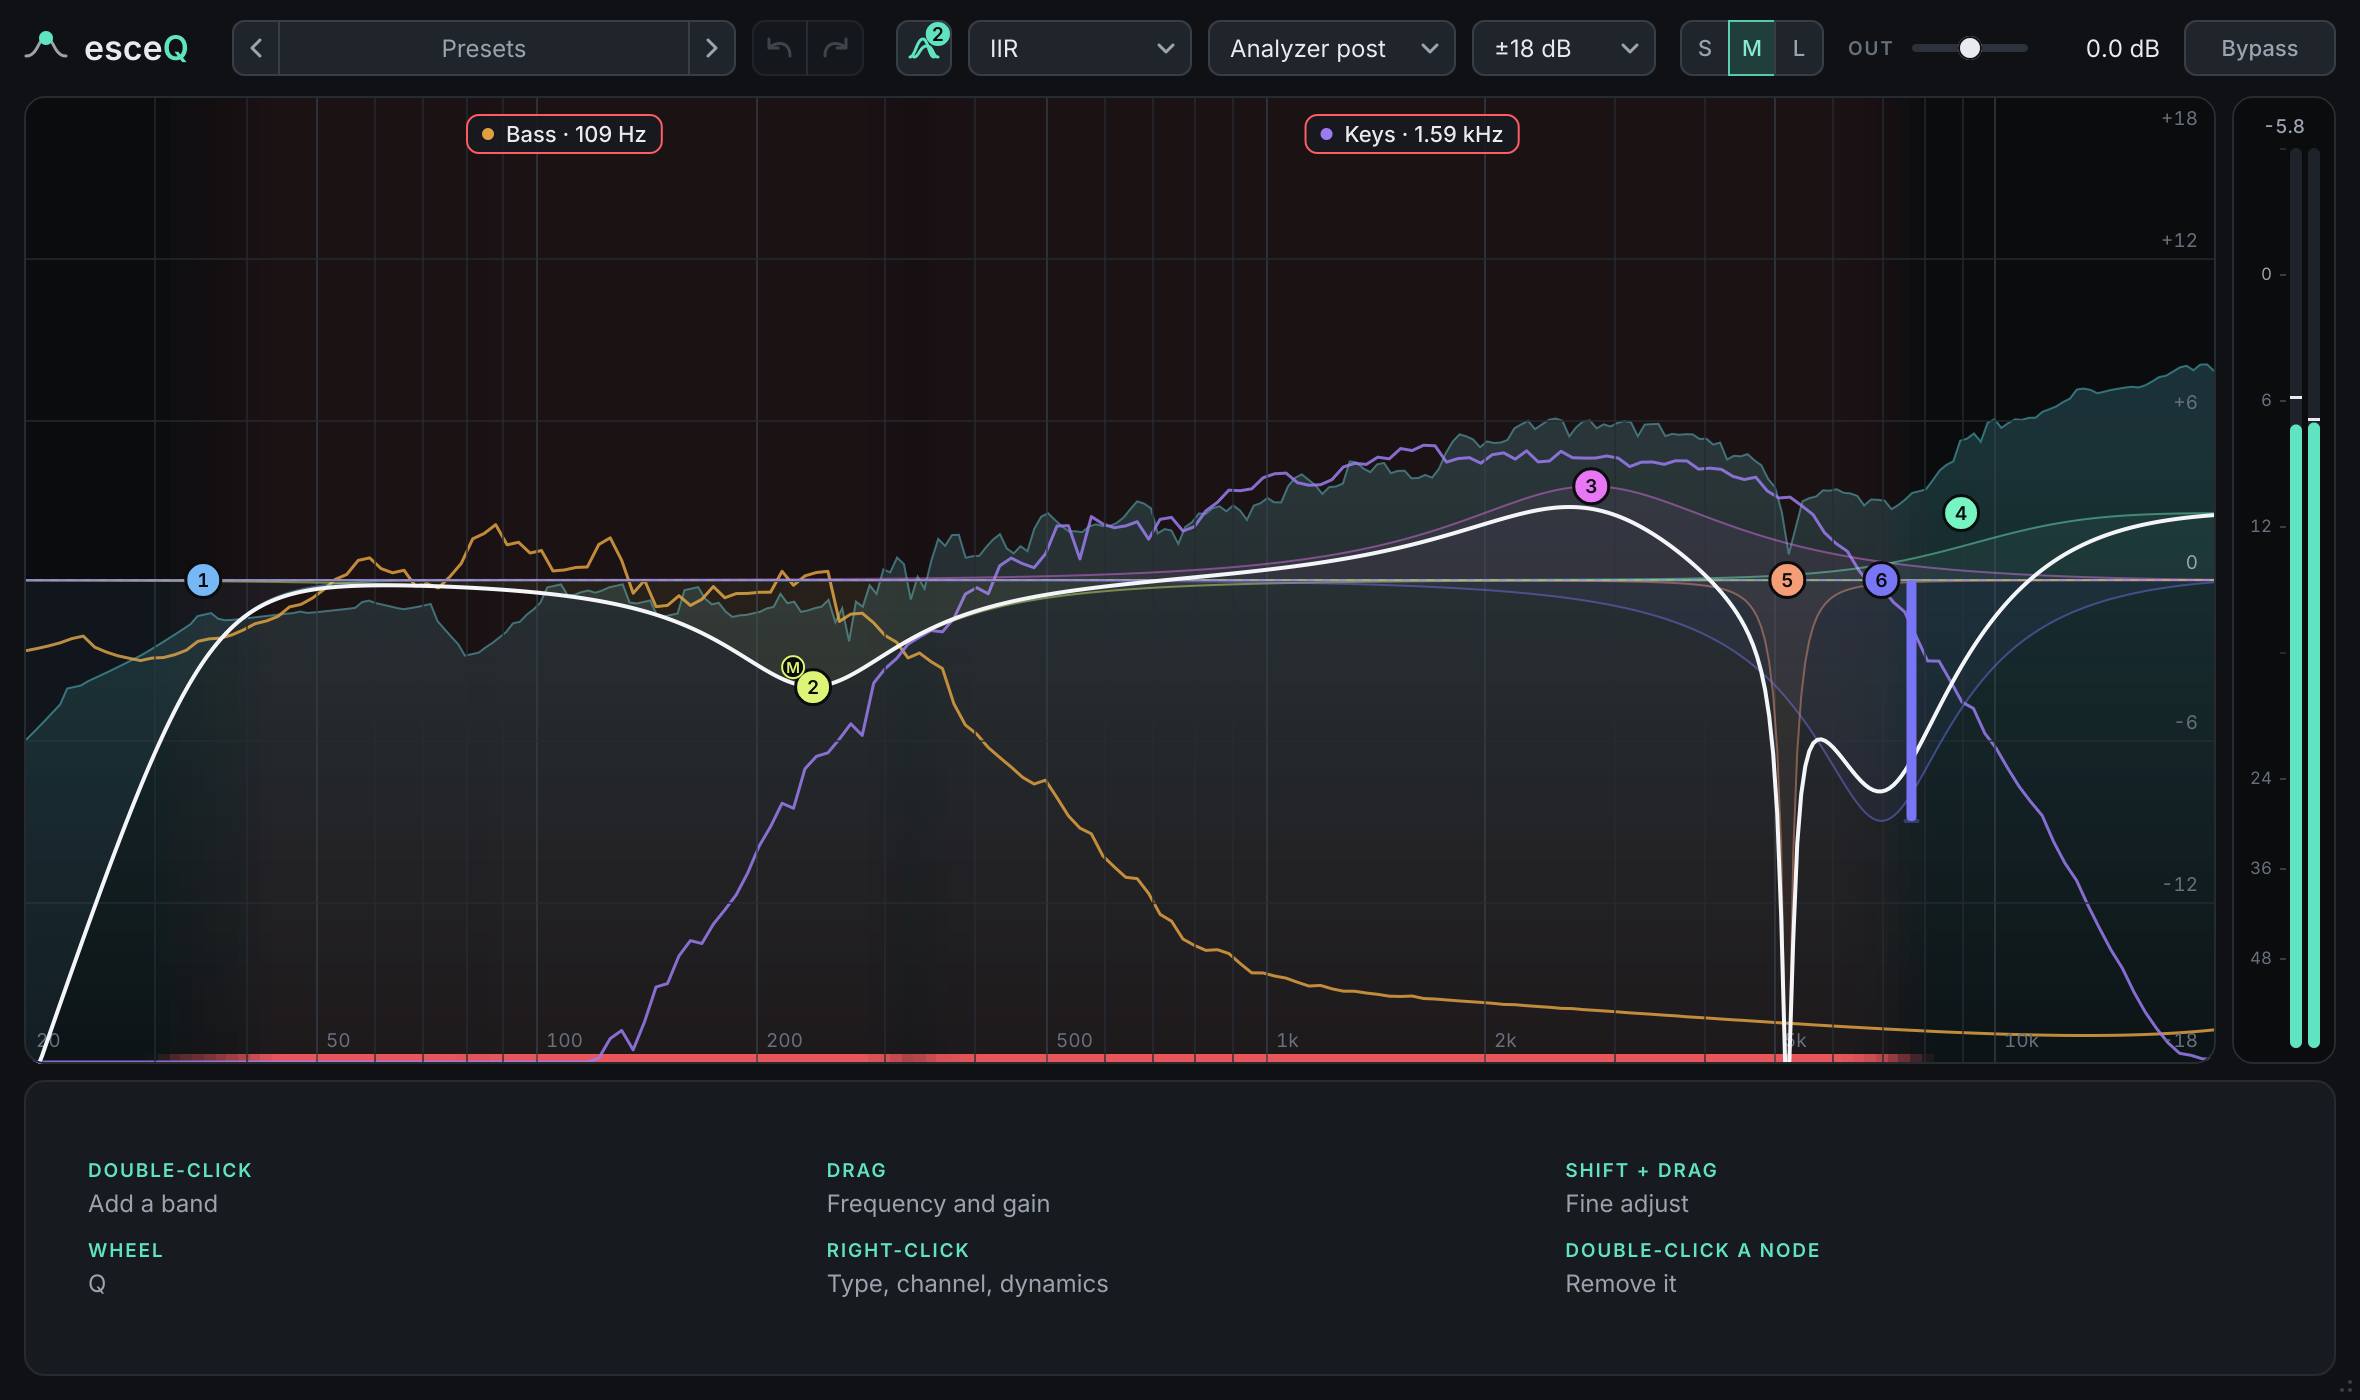 esceQ
Presets
2
IIR
Analyzer post
±18 dB
S M L
OUT
0.0 dB
Bypass
Bass · 109 Hz
Keys · 1.59 kHz
+18
+12
+6
0
-6
-12
-18
1
M
2
3
4
5
6
20 50 100 200 500 1k 2k 5k 10k
-5.8
0
6
12
24
36
48
DOUBLE-CLICK
Add a band
DRAG
Frequency and gain
SHIFT + DRAG
Fine adjust
WHEEL
Q
RIGHT-CLICK
Type, channel, dynamics
DOUBLE-CLICK A NODE
Remove it